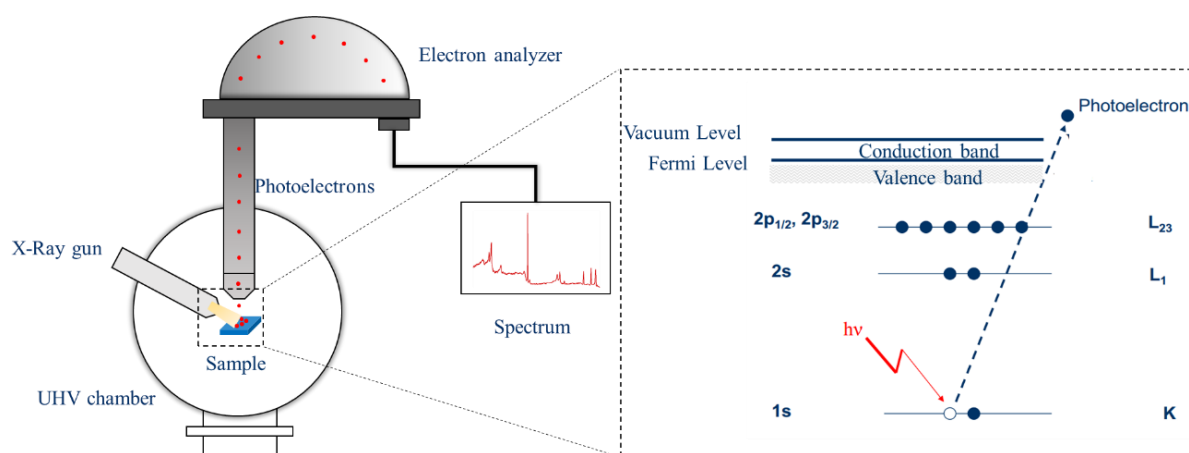 Electron analyzer
Photoelectrons
X-Ray gun
Sample
UHV chamber
Spectrum
Photoelectron
Vacuum Level
Conduction band
Fermi Level
Valence band
2p1/2, 2p3/2
L23
2s
L1
hν
1s
K